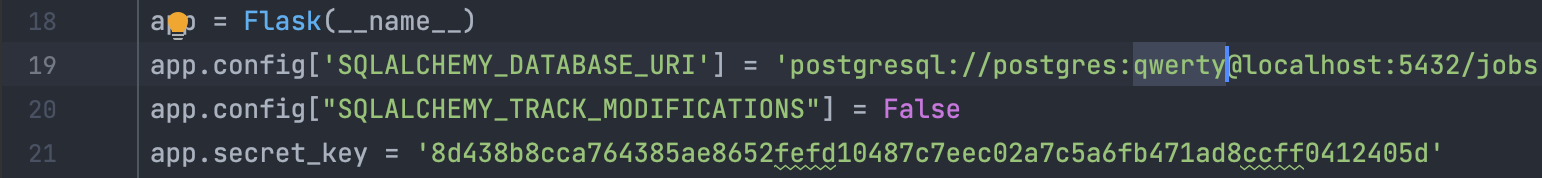 18 app = Flask(__name__)
19 app.config['SQLALCHEMY_DATABASE_URI'] = 'postgresql://postgres:qwerty@localhost:5432/jobs
20 app.config["SQLALCHEMY_TRACK_MODIFICATIONS"] = False
21 app.secret_key = '8d438b8cca764385ae8652fefd10487c7eec02a7c5a6fb471ad8ccff0412405d'